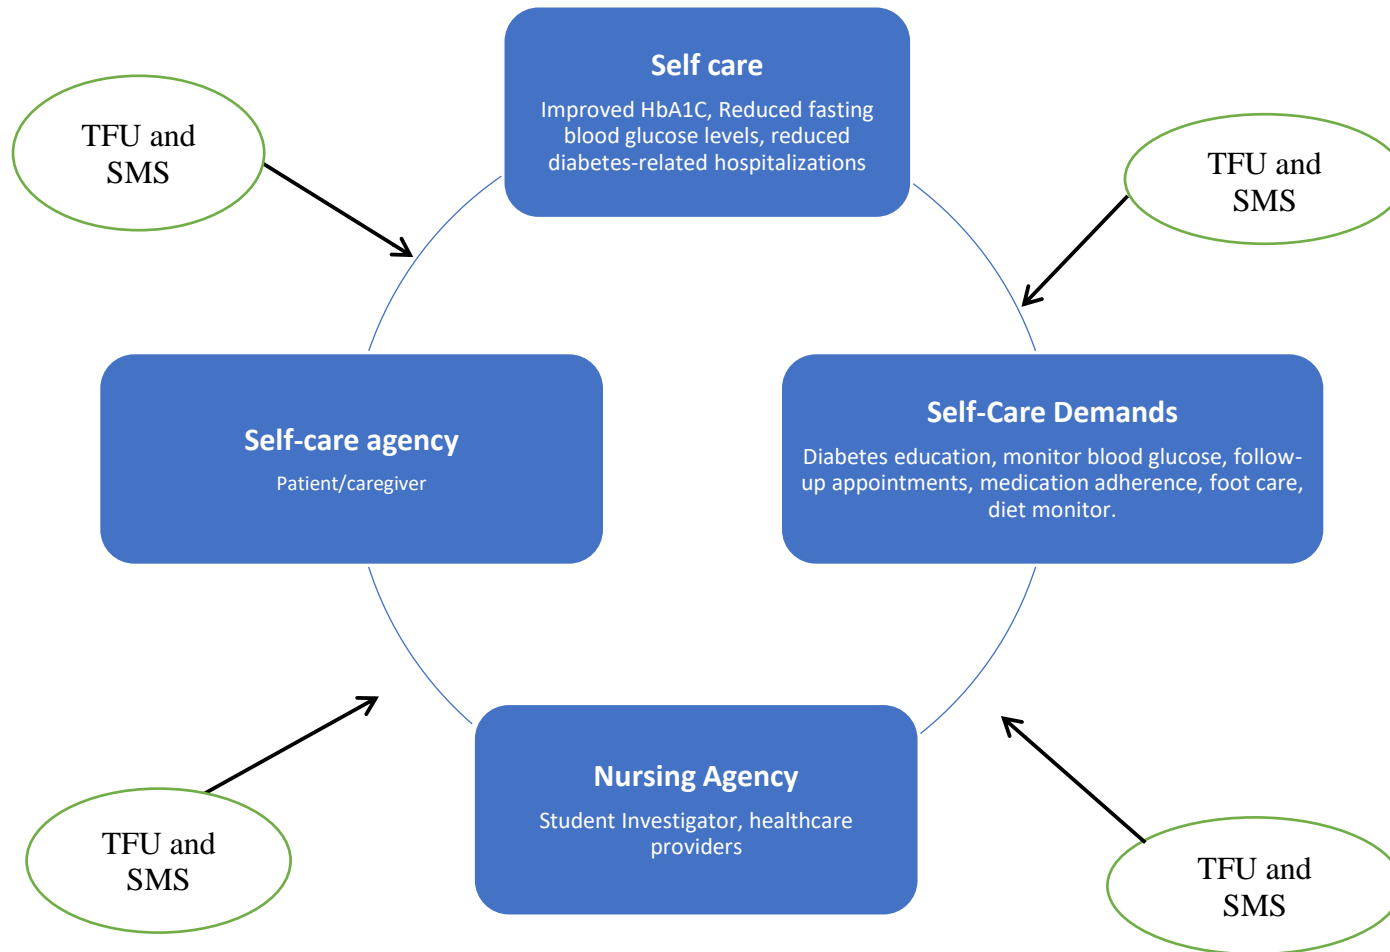 Self care
Improved HbA1C, Reduced fasting
blood glucose levels, reduced
diabetes-related hospitalizations
TFU and
SMS
TFU and
SMS
Self-care agency
Patient/caregiver
Self-Care Demands
Diabetes education, monitor blood glucose, follow-
up appointments, medication adherence, foot care,
diet monitor.
Nursing Agency
Student Investigator, healthcare
providers
TFU and
SMS
TFU and
SMS